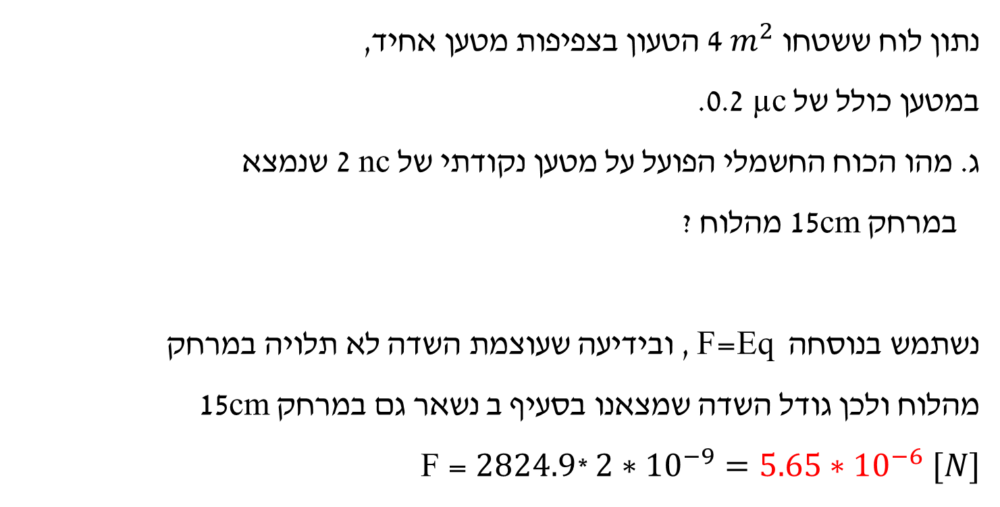 נתון לוח ששטחו 4 m² הטעון בצפיפות מטען אחיד,
במטען כולל של 0.2 μc.
ג. מהו הכוח החשמלי הפועל על מטען נקודתי של 2 nc שנמצא
במרחק 15cm מהלוח ?
נשתמש בנוסחה F=Eq , ובידיעה שעוצמת השדה לא תלויה במרחק
מהלוח ולכן גודל השדה שמצאנו בסעיף ב נשאר גם במרחק 15cm
F = 2824.9* 2 * 10⁻⁹ = 5.65 * 10⁻⁶ [N]